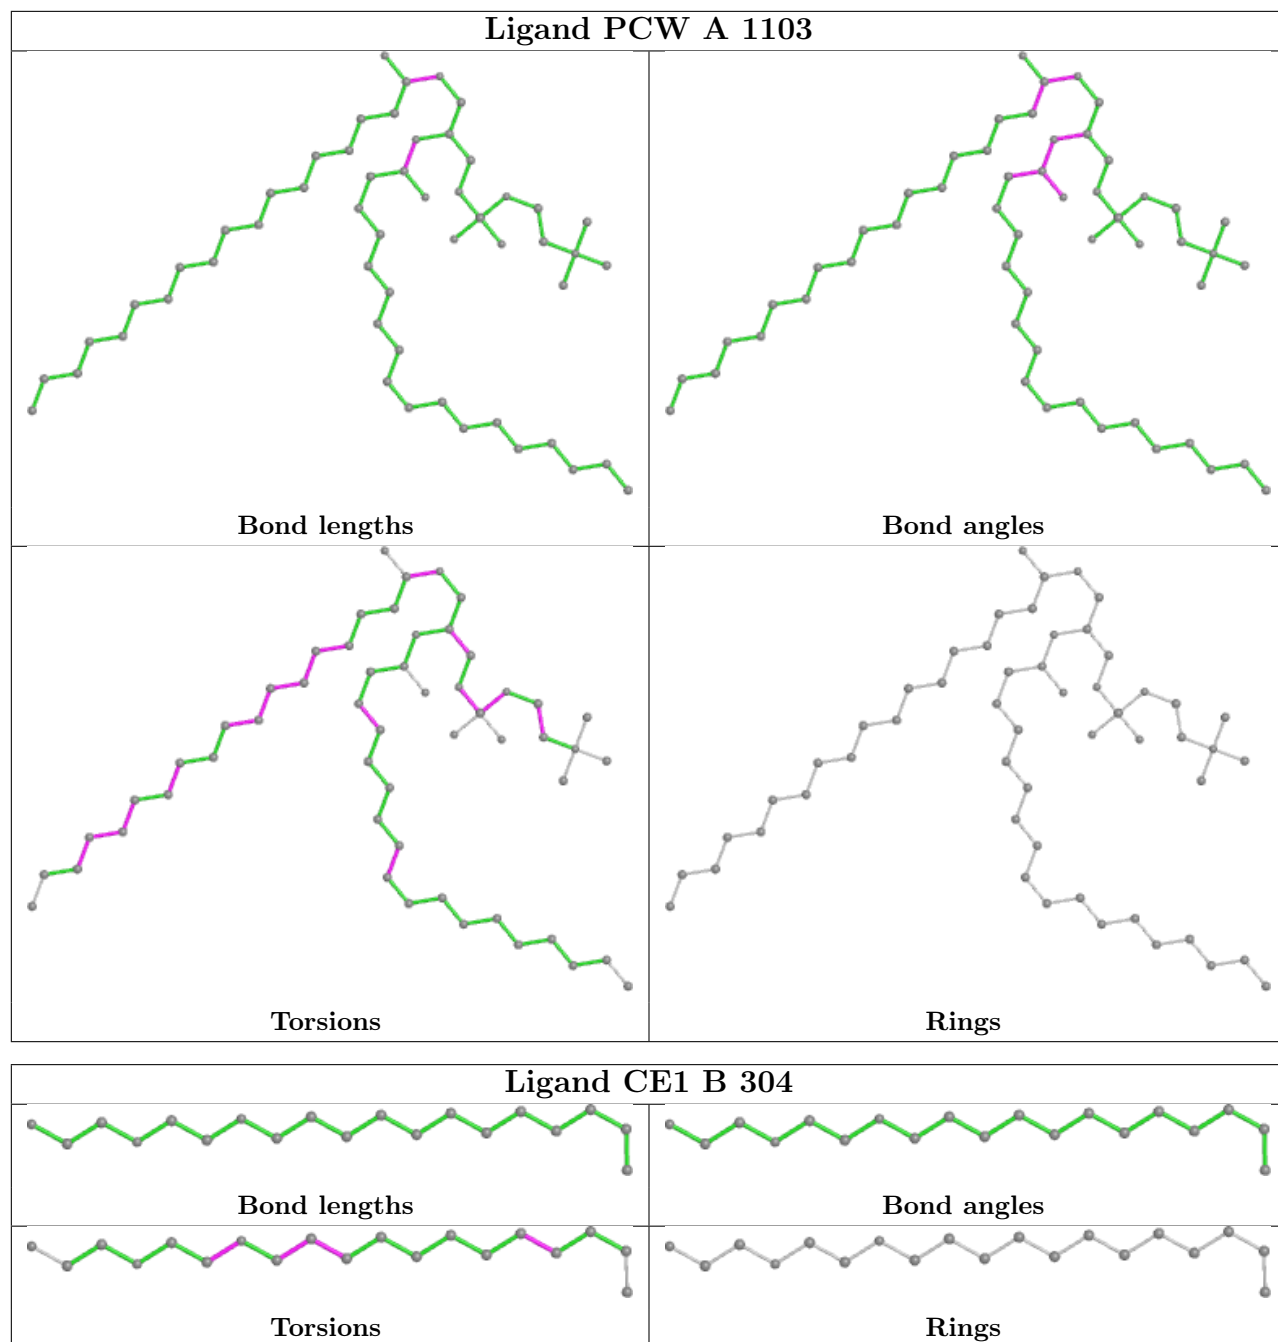 Ligand PCW A 1103
Bond lengths
Bond angles
Torsions
Rings
Ligand CE1 B 304
Bond lengths
Bond angles
Torsions
Rings